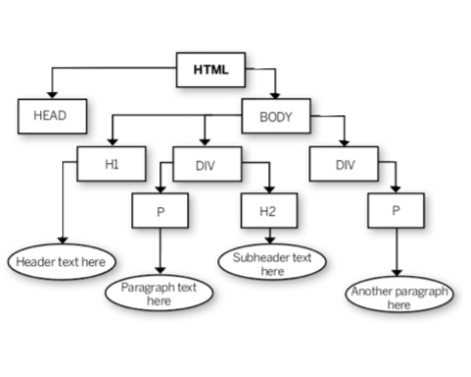 HTML
HEAD
BODY
H1
DIV
DIV
P
H2
P
Header text here
Paragraph text
here
Subheader text
here
Another paragraph
here